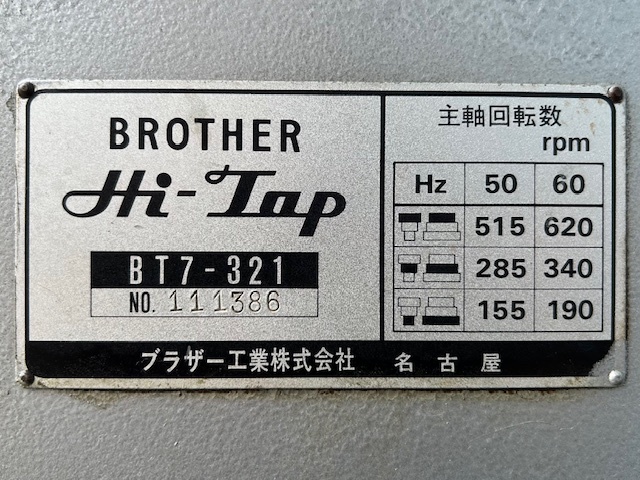 BROTHER
Hi-Tap
BT7-321
NO. 111386
主軸回転数
rpm
Hz 50 60
515 620
285 340
155 190
ブラザー工業株式会社 名古屋